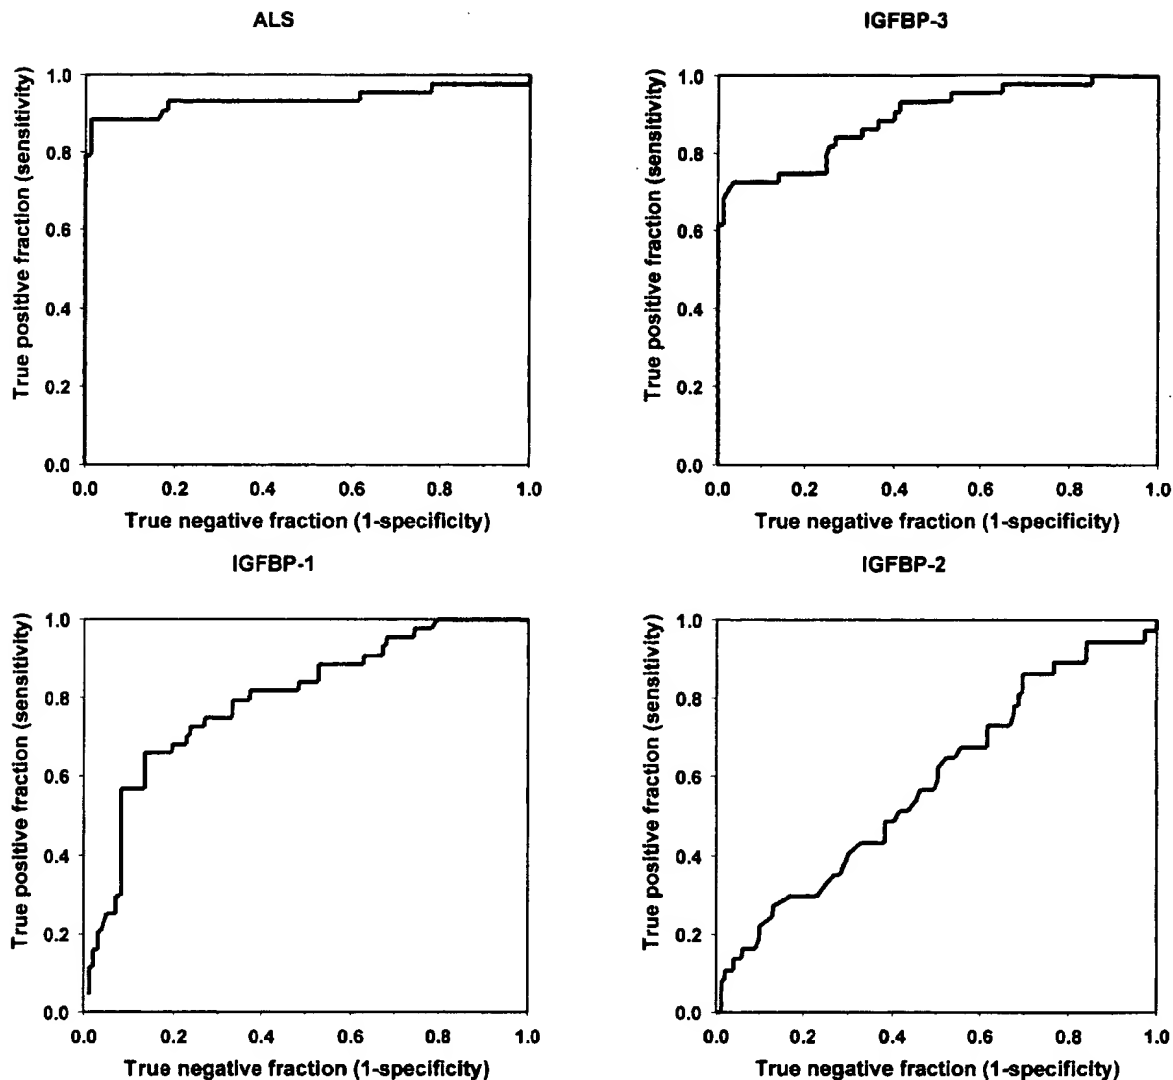 ALS
IGFBP-3
True positive fraction (sensitivity)
1.0
0.8
0.6
0.4
0.2
0.0
0.0 0.2 0.4 0.6 0.8 1.0
True negative fraction (1-specificity)
True positive fraction (sensitivity)
1.0
0.8
0.6
0.4
0.2
0.0
0.0 0.2 0.4 0.6 0.8 1.0
True negative fraction (1-specificity)
IGFBP-1
IGFBP-2
True positive fraction (sensitivity)
1.0
0.8
0.6
0.4
0.2
0.0
0.0 0.2 0.4 0.6 0.8 1.0
True negative fraction (1-specificity)
True positive fraction (sensitivity)
1.0
0.8
0.6
0.4
0.2
0.0
0.0 0.2 0.4 0.6 0.8 1.0
True negative fraction (1-specificity)